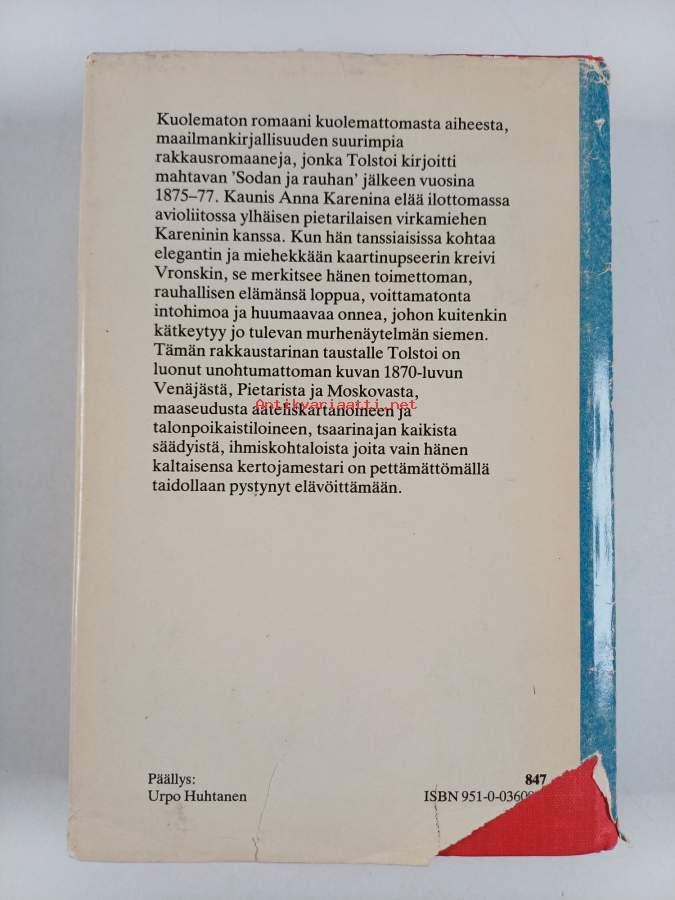 Kuolematon romaani kuolemattomasta aiheesta,
maailmankirjallisuuden suurimpia
rakkausromaaneja, jonka Tolstoi kirjoitti
mahtavan 'Sodan ja rauhan' jälkeen vuosina
1875–77. Kaunis Anna Karenina elää ilottomassa
avioliitossa ylhäisen pietarilaisen virkamiehen
Kareninin kanssa. Kun hän tanssiaisissa kohtaa
elegantin ja miehekkään kaartinupseerin kreivi
Vronskin, se merkitsee hänen toimettoman,
rauhallisen elämänsä loppua, voittamatonta
intohimoa ja huumaavaa onnea, johon kuitenkin
kätkeytyy jo tulevan murhenäytelmän siemen.
Tämän rakkaustarinan taustalle Tolstoi on
luonut unohtumattoman kuvan 1870-luvun
Venäjästä, Pietarista ja Moskovasta,
Antikvariaatti.net
maaseudusta aateliskartanoineen ja
talonpoikaistiloineen, tsaarinajan kaikista
säädyistä, ihmiskohtaloista joita vain hänen
kaltaisensa kertojamestari on pettämättömällä
taidollaan pystynyt elävöittämään.
Päällys:
Urpo Huhtanen
847
ISBN 951-0-0360